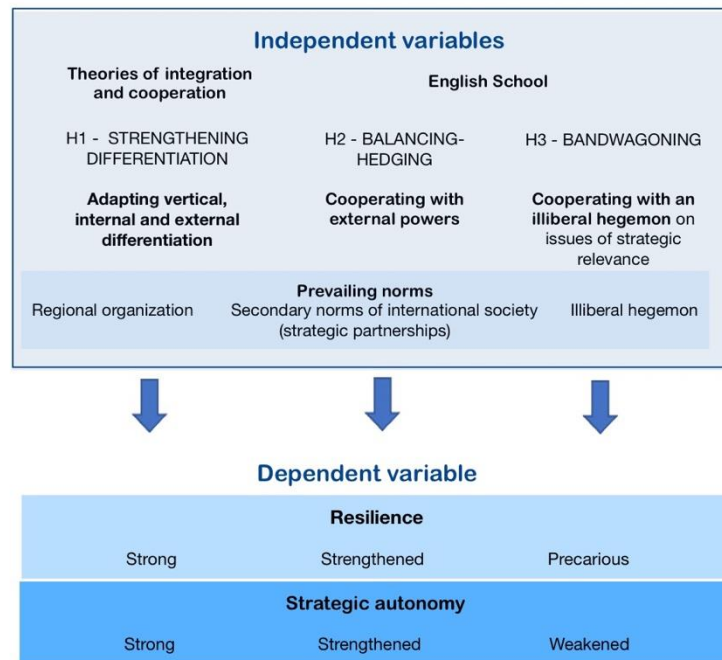 Independent variables
Theories of integration
and cooperation
English School
H1 - STRENGTHENING
DIFFERENTIATION
H2 - BALANCING-
HEDGING
H3 - BANDWAGONING
Adapting vertical,
internal and external
differentiation
Cooperating with
external powers
Cooperating with an
illiberal hegemon on
issues of strategic
relevance
Prevailing norms
Regional organization
Secondary norms of international society
(strategic partnerships)
Illiberal hegemon
Dependent variable
Resilience
Strong Strengthened Precarious
Strategic autonomy
Strong Strengthened Weakened